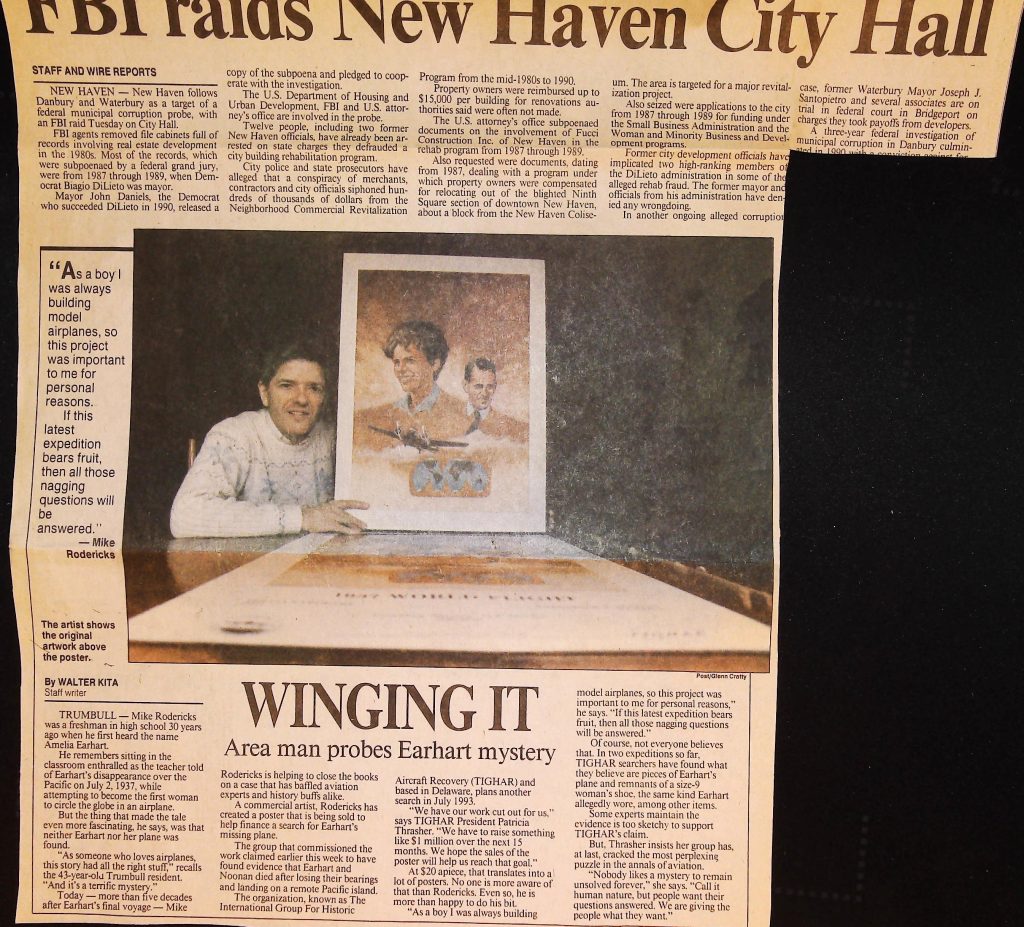 FBI raids New Haven City Hall
STAFF AND WIRE REPORTS
NEW HAVEN — New Haven follows
Danbury and Waterbury as a target of a
federal municipal corruption probe, with
an FBI raid Tuesday on City Hall.
FBI agents removed file cabinets full of
records involving real estate development
in the 1980s. Most of the records, which
were subpoenaed by a federal grand jury,
were from 1987 through 1989, when Dem-
ocrat Biagio DiLieto was mayor.
Mayor John Daniels, the Democrat
who succeeded DiLieto in 1990, released a
copy of the subpoena and pledged to coop-
erate with the investigation.
The U.S. Department of Housing and
Urban Development, FBI and U.S. attor-
ney's office are involved in the probe.
Twelve people, including two former
New Haven officials, have already been ar-
rested on state charges they defrauded a
city building rehabilitation program.
City police and state prosecutors have
alleged that a conspiracy of merchants,
contractors and city officials siphoned hun-
dreds of thousands of dollars from the
Neighborhood Commercial Revitalization
Program from the mid-1980s to 1990.
Property owners were reimbursed up to
$15,000 per building for renovations au-
thorities said were often not made.
The U.S. attorney's office subpoenaed
documents on the involvement of Fucci
Construction Inc. of New Haven in the
rehab program from 1987 through 1989.
Also requested were documents, dating
from 1987, dealing with a program under
which property owners were compensated
for relocating out of the blighted Ninth
Square section of downtown New Haven,
about a block from the New Haven Colise-
um. The area is targeted for a major revital-
ization project.
Also seized were applications to the city
from 1987 through 1989 for funding under
the Small Business Administration and the
Woman and Minority Business and Devel-
opment programs.
Former city development officials have
implicated two high-ranking members of
the DiLieto administration in some of the
alleged rehab fraud. The former mayor and
officials from his administration have den-
ied any wrongdoing.
In another ongoing alleged corruption
case, former Waterbury Mayor Joseph J.
Santopietro and several associates are on
trial in federal court in Bridgeport on
charges they took payoffs from developers.
A three-year federal investigation of
municipal corruption in Danbury culmin-
"As a boy I
was always
building
model
airplanes, so
this project
was important
to me for
personal
reasons.
If this
latest
expedition
bears fruit,
then all those
nagging
questions will
be
answered."
— Mike
Rodericks
The artist shows
the original
artwork above
the poster.
1937 WORLD FLIGHT
TIGHAR
Post/Glenn Crotty
By WALTER KITA
Staff writer
WINGING IT
Area man probes Earhart mystery
TRUMBULL — Mike Rodericks
was a freshman in high school 30 years
ago when he first heard the name
Amelia Earhart.
He remembers sitting in the
classroom enthralled as the teacher told
of Earhart's disappearance over the
Pacific on July 2, 1937, while
attempting to become the first woman
to circle the globe in an airplane.
But the thing that made the tale
even more fascinating, he says, was that
neither Earhart nor her plane was
found.
"As someone who loves airplanes,
this story had all the right stuff," recalls
the 43-year-old Trumbull resident.
"And it's a terrific mystery."
Today — more than five decades
after Earhart's final voyage — Mike
Rodericks is helping to close the books
on a case that has baffled aviation
experts and history buffs alike.
A commercial artist, Rodericks has
created a poster that is being sold to
help finance a search for Earhart's
missing plane.
The group that commissioned the
work claimed earlier this week to have
found evidence that Earhart and
Noonan died after losing their bearings
and landing on a remote Pacific island.
The organization, known as The
International Group For Historic
Aircraft Recovery (TIGHAR) and
based in Delaware, plans another
search in July 1993.
"We have our work cut out for us,"
says TIGHAR President Patricia
Thrasher. "We have to raise something
like $1 million over the next 15
months. We hope the sales of the
poster will help us reach that goal."
At $20 apiece, that translates into a
lot of posters. No one is more aware of
that than Rodericks. Even so, he is
more than happy to do his bit.
"As a boy I was always building
model airplanes, so this project was
important to me for personal reasons,"
he says. "If this latest expedition bears
fruit, then all those nagging questions
will be answered."
Of course, not everyone believes
that. In two expeditions so far,
TIGHAR searchers have found what
they believe are pieces of Earhart's
plane and remnants of a size-9
woman's shoe, the same kind Earhart
allegedly wore, among other items.
Some experts maintain the
evidence is too sketchy to support
TIGHAR's claim.
But, Thrasher insists her group has,
at last, cracked the most perplexing
puzzle in the annals of aviation.
"Nobody likes a mystery to remain
unsolved forever," she says. "Call it
human nature, but people want their
questions answered. We are giving the
people what they want."